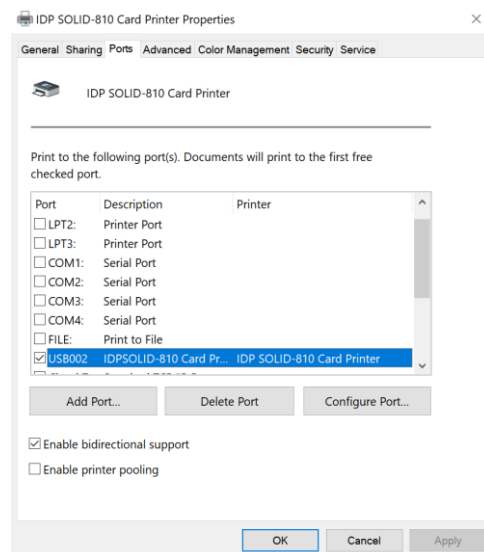 IDP SOLID-810 Card Printer Properties
General Sharing Ports Advanced Color Management Security Service
IDP SOLID-810 Card Printer
Print to the following port(s). Documents will print to the first free
checked port.
Port Description Printer
LPT2: Printer Port
LPT3: Printer Port
COM1: Serial Port
COM2: Serial Port
COM3: Serial Port
COM4: Serial Port
FILE: Print to File
USB002 IDPSOLID-810 Card Pr... IDP SOLID-810 Card Printer
Add Port... Delete Port Configure Port...
Enable bidirectional support
Enable printer pooling
OK Cancel Apply